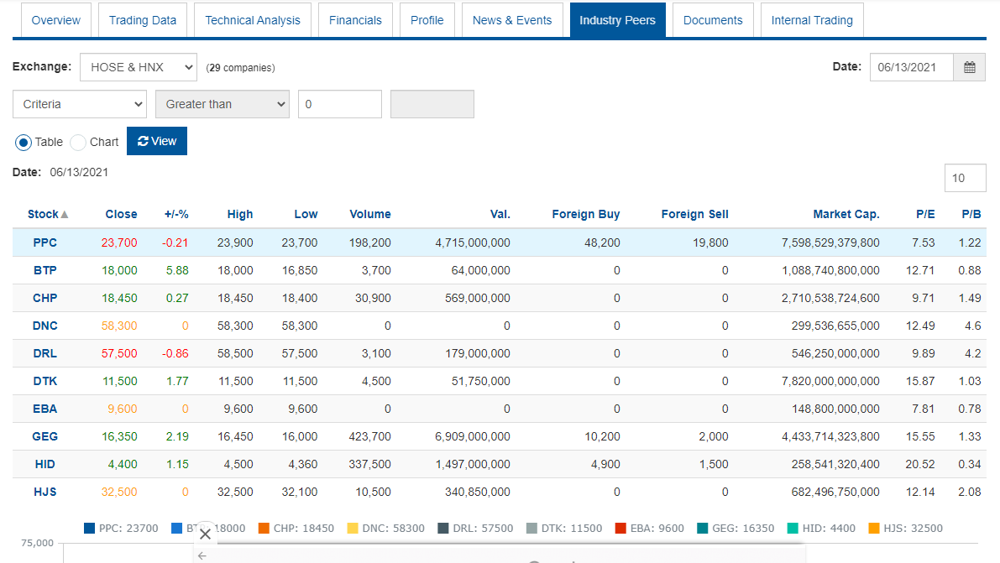 Overview Trading Data Technical Analysis Financials Profile News & Events Industry Peers Documents Internal Trading
Exchange: HOSE & HNX (29 companies) Date: 06/13/2021
Criteria Greater than 0
Table Chart View
Date: 06/13/2021
10
Stock Close +/-% High Low Volume Val. Foreign Buy Foreign Sell Market Cap. P/E P/B
PPC 23,700 -0.21 23,900 23,700 198,200 4,715,000,000 48,200 19,800 7,598,529,379,800 7.53 1.22
BTP 18,000 5.88 18,000 16,850 3,700 64,000,000 0 0 1,088,740,800,000 12.71 0.88
CHP 18,450 0.27 18,450 18,400 30,900 569,000,000 0 0 2,710,538,724,600 9.71 1.49
DNC 58,300 0 58,300 58,300 0 0 0 0 299,536,655,000 12.49 4.6
DRL 57,500 -0.86 58,500 57,500 3,100 179,000,000 0 0 546,250,000,000 9.89 4.2
DTK 11,500 1.77 11,500 11,500 4,500 51,750,000 0 0 7,820,000,000,000 15.87 1.03
EBA 9,600 0 9,600 9,600 0 0 0 0 148,800,000,000 7.81 0.78
GEG 16,350 2.19 16,450 16,000 423,700 6,909,000,000 10,200 2,000 4,433,714,323,800 15.55 1.33
HID 4,400 1.15 4,500 4,360 337,500 1,497,000,000 4,900 1,500 258,541,320,400 20.52 0.34
HJS 32,500 0 32,500 32,100 10,500 340,850,000 0 0 682,496,750,000 12.14 2.08
PPC: 23700 18000 CHP: 18450 DNC: 58300 DRL: 57500 DTK: 11500 EBA: 9600 GEG: 16350 HID: 4400 HJS: 32500
75,000